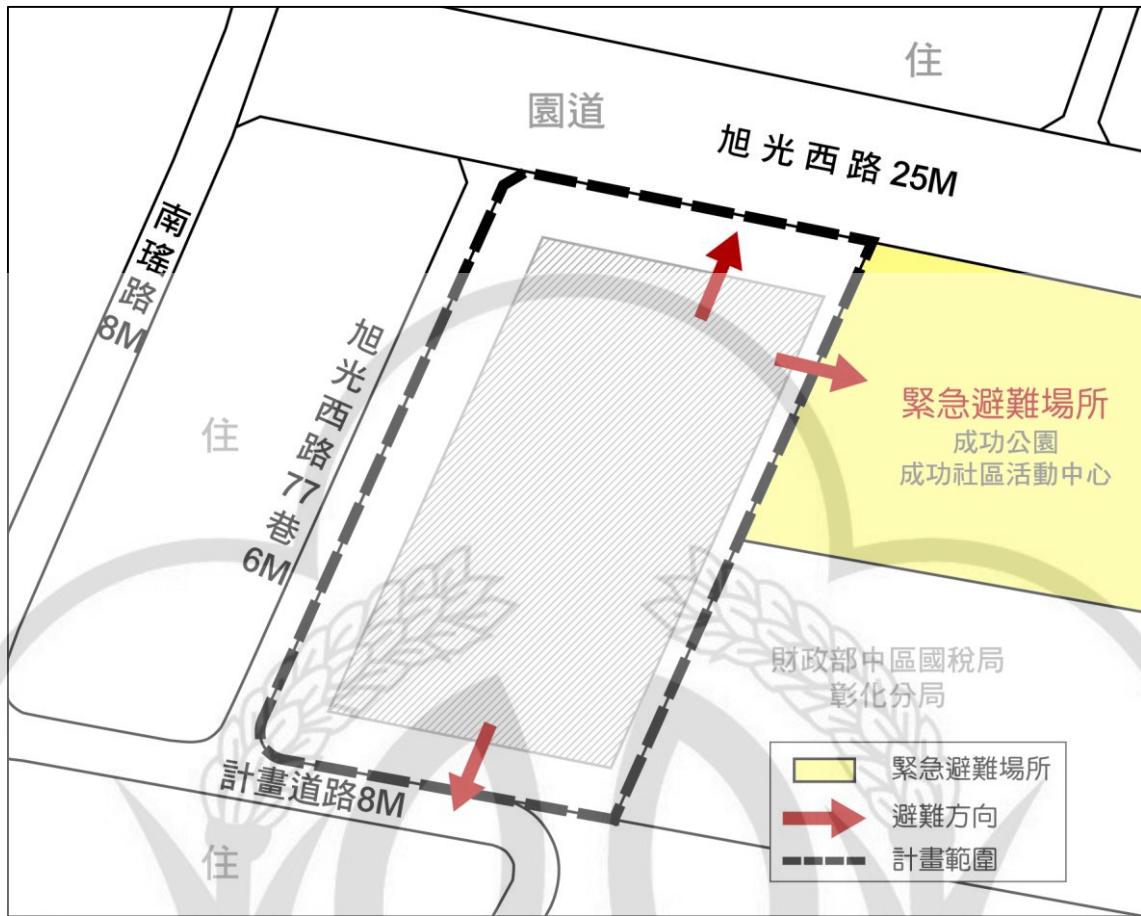 住
園道
旭光西路 25M
南瑤路
8M
旭光西路77巷
6M
住
緊急避難場所
成功公園
成功社區活動中心
財政部中區國稅局
彰化分局
計畫道路8M
住
緊急避難場所
避難方向
計畫範圍